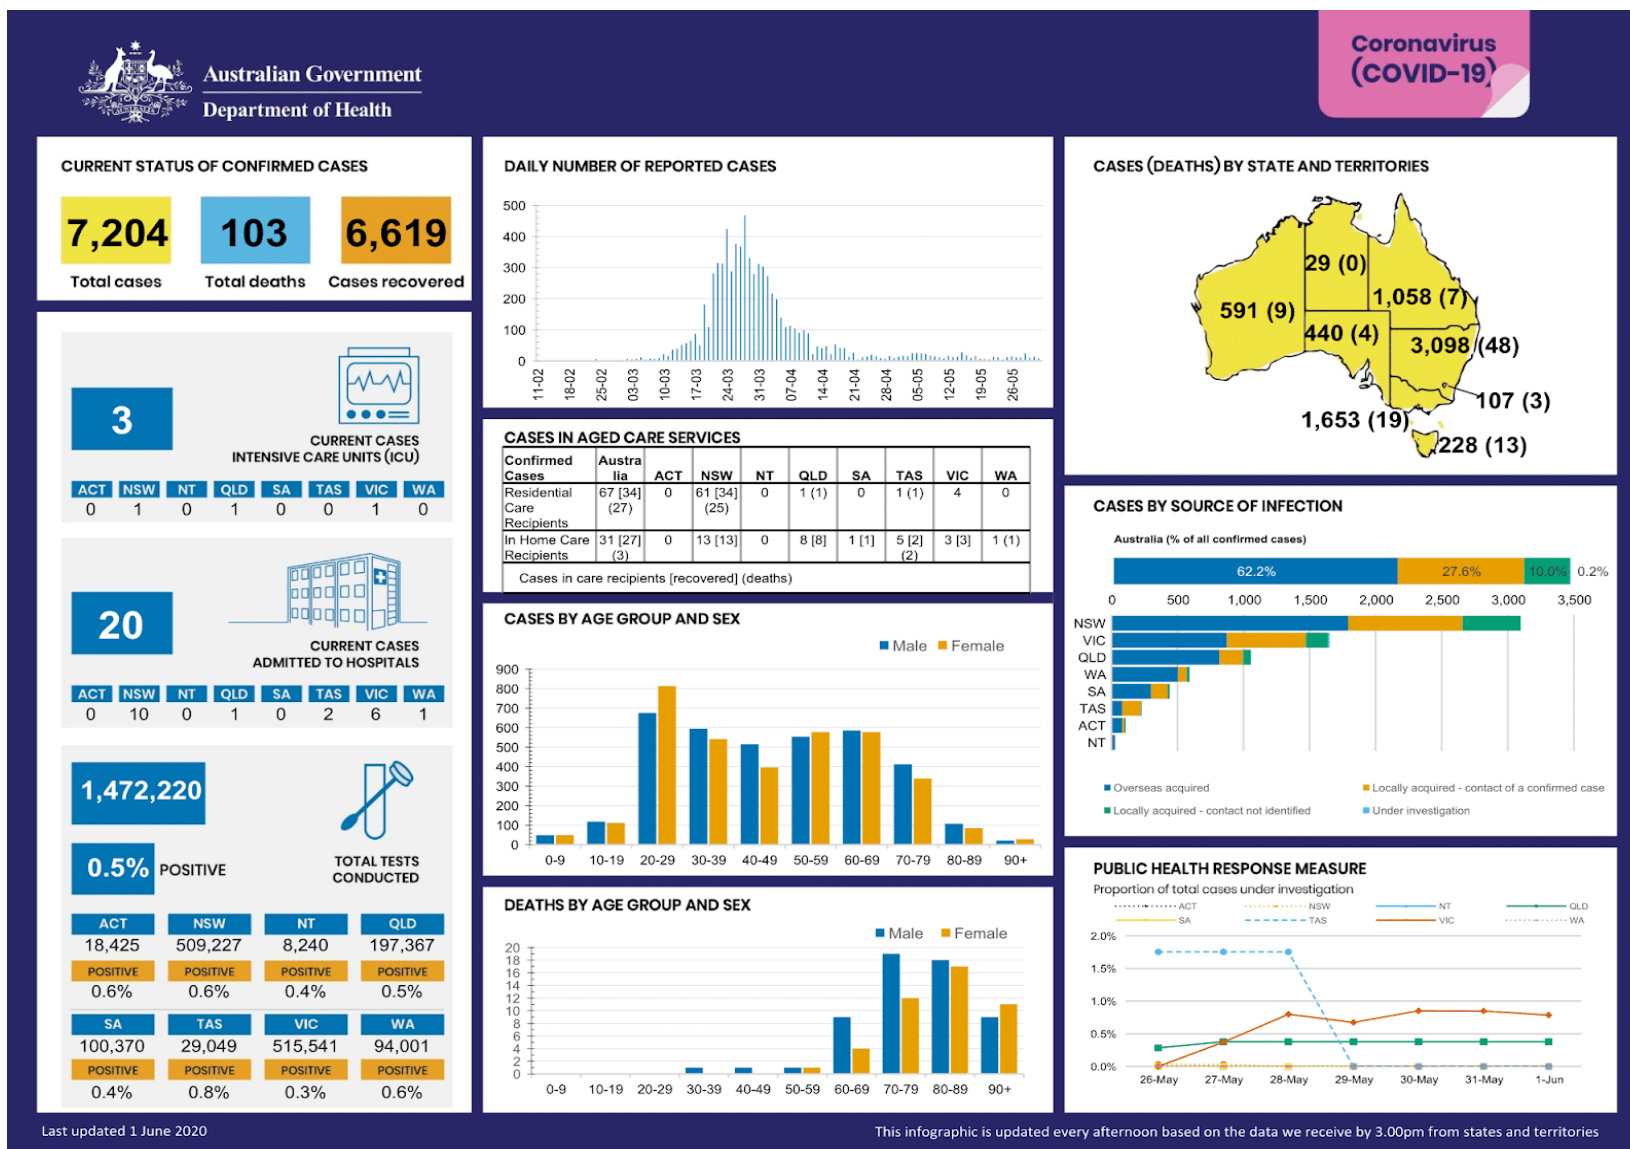 Australian Government
Department of Health
Coronavirus
(COVID-19)
CURRENT STATUS OF CONFIRMED CASES
7,204 103 6,619
Total cases Total deaths Cases recovered
3
CURRENT CASES
INTENSIVE CARE UNITS (ICU)
ACT NSW NT QLD SA TAS VIC WA
0 1 0 1 0 0 1 0
20
CURRENT CASES
ADMITTED TO HOSPITALS
ACT NSW NT QLD SA TAS VIC WA
0 10 0 1 0 2 6 1
1,472,220
0.5% POSITIVE
TOTAL TESTS
CONDUCTED
ACT NSW NT QLD
18,425 509,227 8,240 197,367
POSITIVE POSITIVE POSITIVE POSITIVE
0.6% 0.6% 0.4% 0.5%
SA TAS VIC WA
100,370 29,049 515,541 94,001
POSITIVE POSITIVE POSITIVE POSITIVE
0.4% 0.8% 0.3% 0.6%
DAILY NUMBER OF REPORTED CASES
500
400
300
200
100
0
11-02 18-02 25-02 03-03 10-03 17-03 24-03 31-03 07-04 14-04 21-04 28-04 05-05 12-05 19-05 26-05
CASES IN AGED CARE SERVICES
Confirmed Austra
Cases lia ACT NSW NT QLD SA TAS VIC WA
Residential 67 [34] 0 61 [34] 0 1 (1) 0 1 (1) 4 0
Care (27) (25)
Recipients
In Home Care 31 [27] 0 13 [13] 0 8 [8] 1 [1] 5 [2] 3 [3] 1 (1)
Recipients (3) (2)
Cases in care recipients [recovered] (deaths)
CASES BY AGE GROUP AND SEX
Male Female
900
800
700
600
500
400
300
200
100
0
0-9 10-19 20-29 30-39 40-49 50-59 60-69 70-79 80-89 90+
DEATHS BY AGE GROUP AND SEX
Male Female
20
18
16
14
12
10
8
6
4
2
0
0-9 10-19 20-29 30-39 40-49 50-59 60-69 70-79 80-89 90+
CASES (DEATHS) BY STATE AND TERRITORIES
29 (0)
1,058 (7)
591 (9)
440 (4)
3,098 (48)
107 (3)
1,653 (19)
228 (13)
CASES BY SOURCE OF INFECTION
Australia (% of all confirmed cases)
62.2% 27.6% 10.0% 0.2%
0 500 1,000 1,500 2,000 2,500 3,000 3,500
NSW
VIC
QLD
WA
SA
TAS
ACT
NT
Overseas acquired Locally acquired - contact of a confirmed case
Locally acquired - contact not identified Under investigation
PUBLIC HEALTH RESPONSE MEASURE
Proportion of total cases under investigation
ACT NSW NT QLD
SA TAS VIC WA
2.0%
1.5%
1.0%
0.5%
0.0%
26-May 27-May 28-May 29-May 30-May 31-May 1-Jun
Last updated 1 June 2020
This infographic is updated every afternoon based on the data we receive by 3.00pm from states and territories